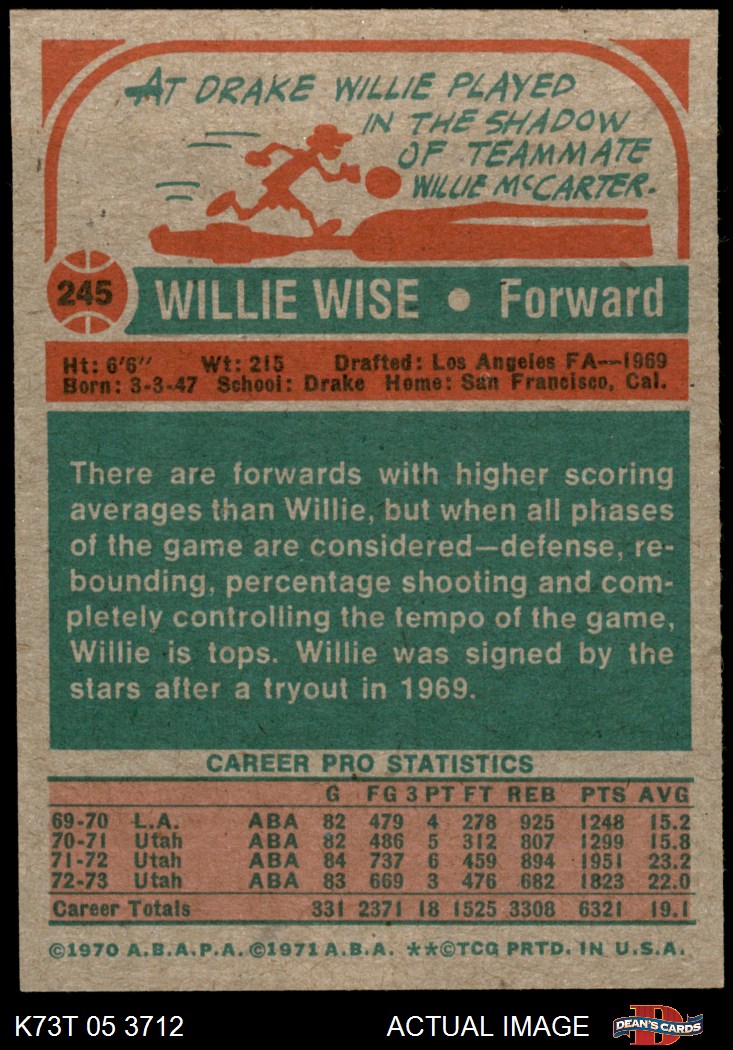 AT DRAKE WILLIE PLAYED
IN THE SHADOW
OF TEAMMATE
WILLIE McCARTER.
245
WILLIE WISE • Forward
Ht: 6'6" Wt: 215 Drafted: Los Angeles FA—1969
Born: 3-3-47 School: Drake Home: San Francisco, Cal.
There are forwards with higher scoring
averages than Willie, but when all phases
of the game are considered—defense, re-
bounding, percentage shooting and com-
pletely controlling the tempo of the game,
Willie is tops. Willie was signed by the
stars after a tryout in 1969.
CAREER PRO STATISTICS
G FG 3 PT FT REB PTS AVG
69-70 L.A. ABA 82 479 4 278 925 1248 15.2
70-71 Utah ABA 82 486 5 312 807 1299 15.8
71-72 Utah ABA 84 737 6 459 894 1951 23.2
72-73 Utah ABA 83 669 3 476 682 1823 22.0
Career Totals 331 2371 18 1525 3308 6321 19.1
©1970 A.B.A.P.A. ©1971 A.B.A. **©TCG PRTD. IN U.S.A.
K73T 05 3712 ACTUAL IMAGE DEAN'S CARDS